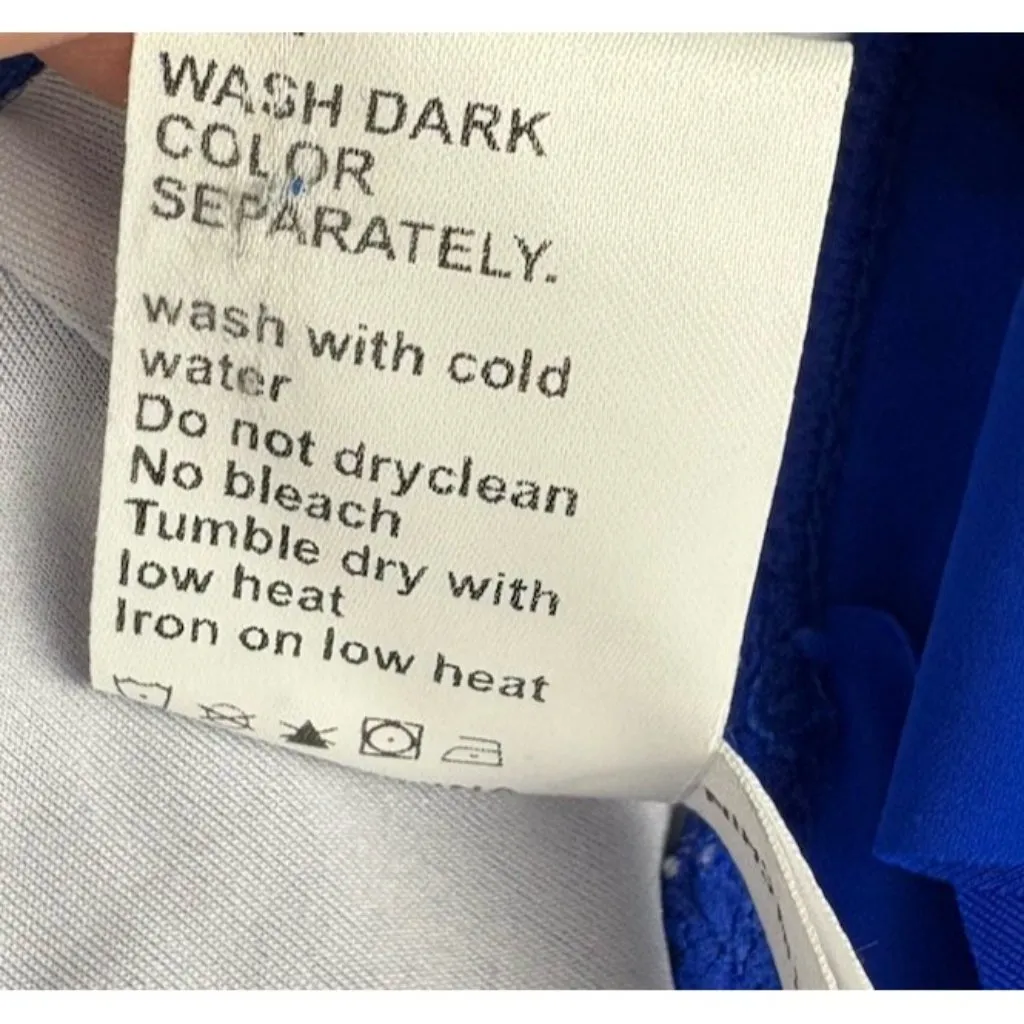 WASH DARK
COLOR
SEPARATELY.
wash with cold
water
Do not dryclean
No bleach
Tumble dry with
low heat
Iron on low heat